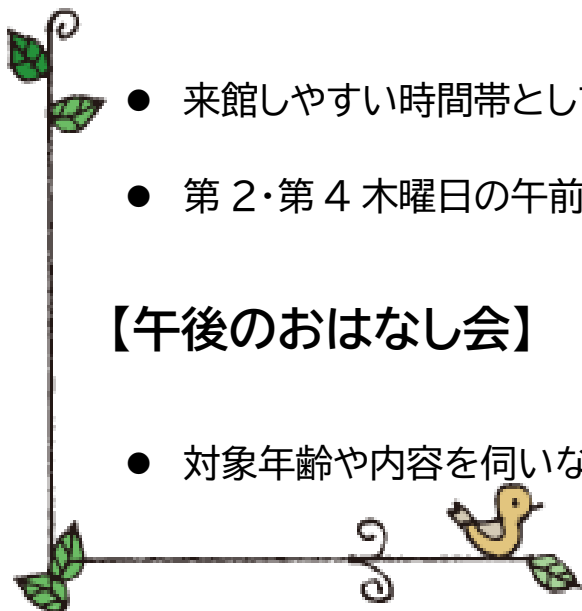 ● 来館しやすい時間帯とし
● 第 2・第 4 木曜日の午前
【午後のおはなし会】
● 対象年齢や内容を伺いな